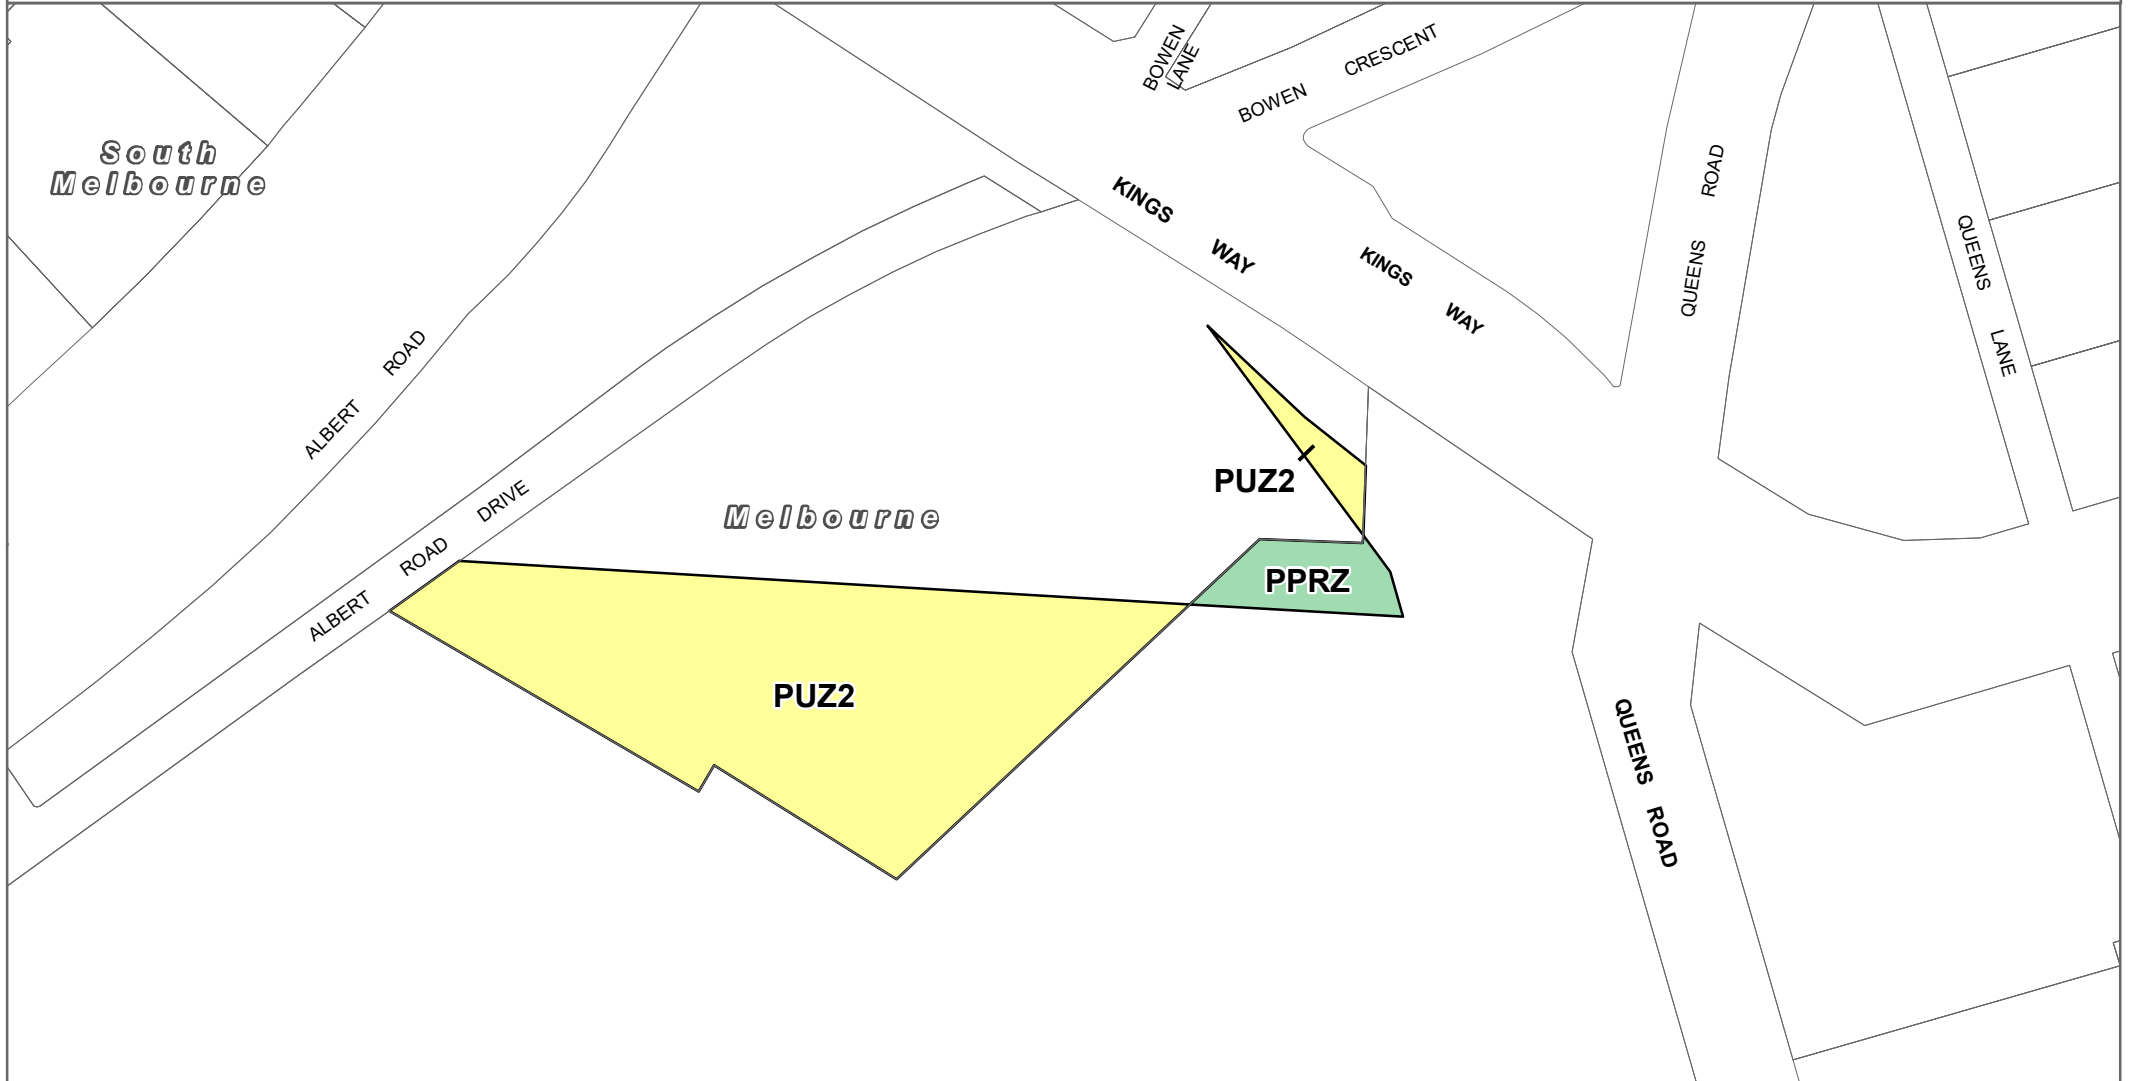 BOWEN
LANE
BOWEN CRESCENT
South
Melbourne
KINGS WAY
KINGS WAY
QUEENS ROAD
QUEENS LANE
ALBERT ROAD
PUZ2
Melbourne
ALBERT ROAD DRIVE
PPRZ
PUZ2
QUEENS ROAD